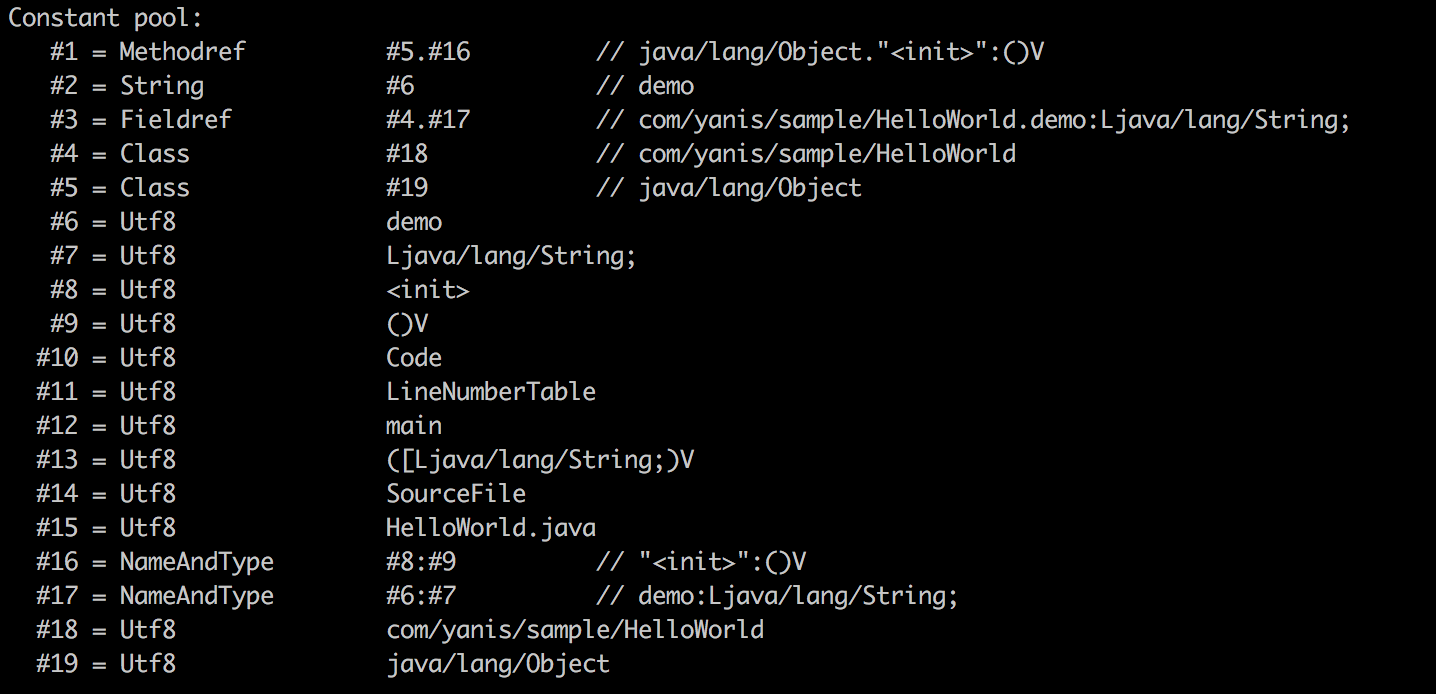 Constant pool:
   #1 = Methodref          #5.#16         // java/lang/Object."<init>":()V
   #2 = String             #6             // demo
   #3 = Fieldref           #4.#17         // com/yanis/sample/HelloWorld.demo:Ljava/lang/String;
   #4 = Class              #18            // com/yanis/sample/HelloWorld
   #5 = Class              #19            // java/lang/Object
   #6 = Utf8               demo
   #7 = Utf8               Ljava/lang/String;
   #8 = Utf8               <init>
   #9 = Utf8               ()V
  #10 = Utf8               Code
  #11 = Utf8               LineNumberTable
  #12 = Utf8               main
  #13 = Utf8               ([Ljava/lang/String;)V
  #14 = Utf8               SourceFile
  #15 = Utf8               HelloWorld.java
  #16 = NameAndType        #8:#9          // "<init>":()V
  #17 = NameAndType        #6:#7          // demo:Ljava/lang/String;
  #18 = Utf8               com/yanis/sample/HelloWorld
  #19 = Utf8               java/lang/Object